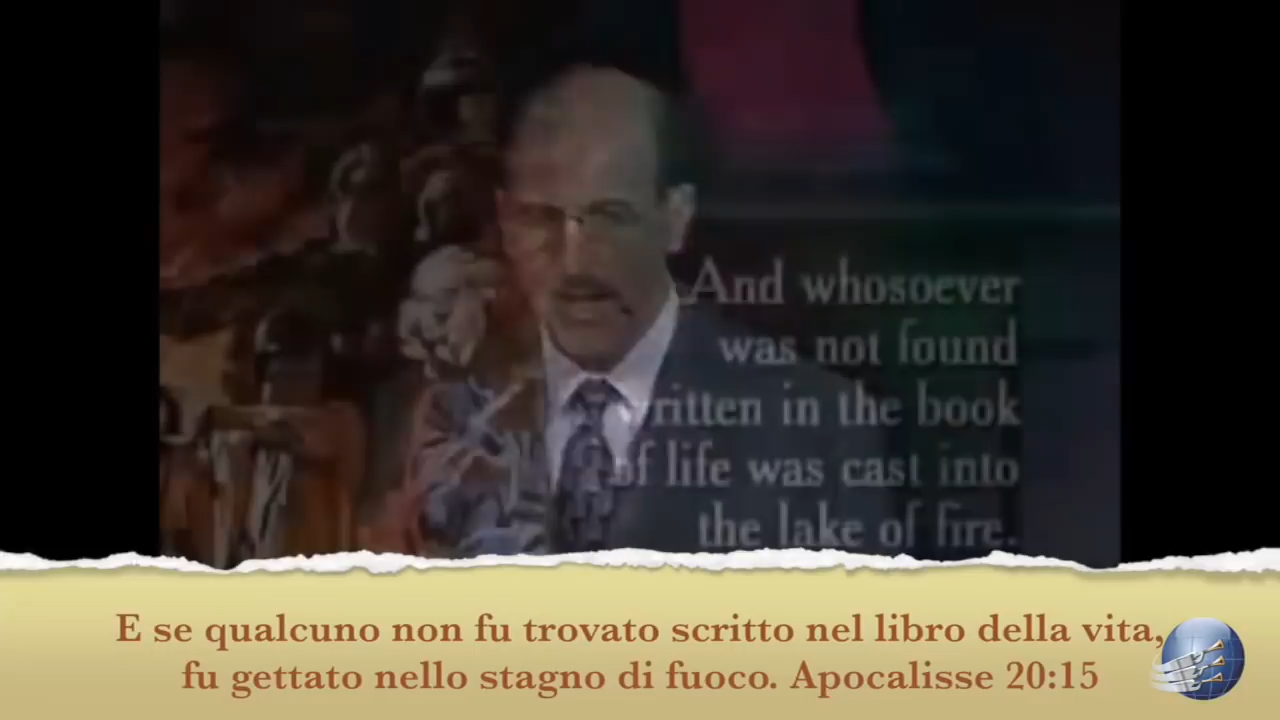 And whosoever
was not found
written in the book
of life was cast into
the lake of fire.
E se qualcuno non fu trovato scritto nel libro della vita,
fu gettato nello stagno di fuoco. Apocalisse 20:15